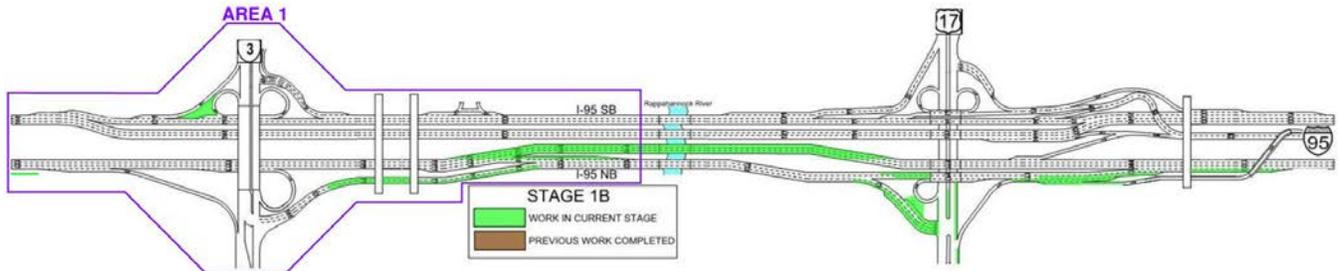 AREA 1
3
17
I-95 SB
Rappahannock River
95
I-95 NB
STAGE 1B
WORK IN CURRENT STAGE
PREVIOUS WORK COMPLETED